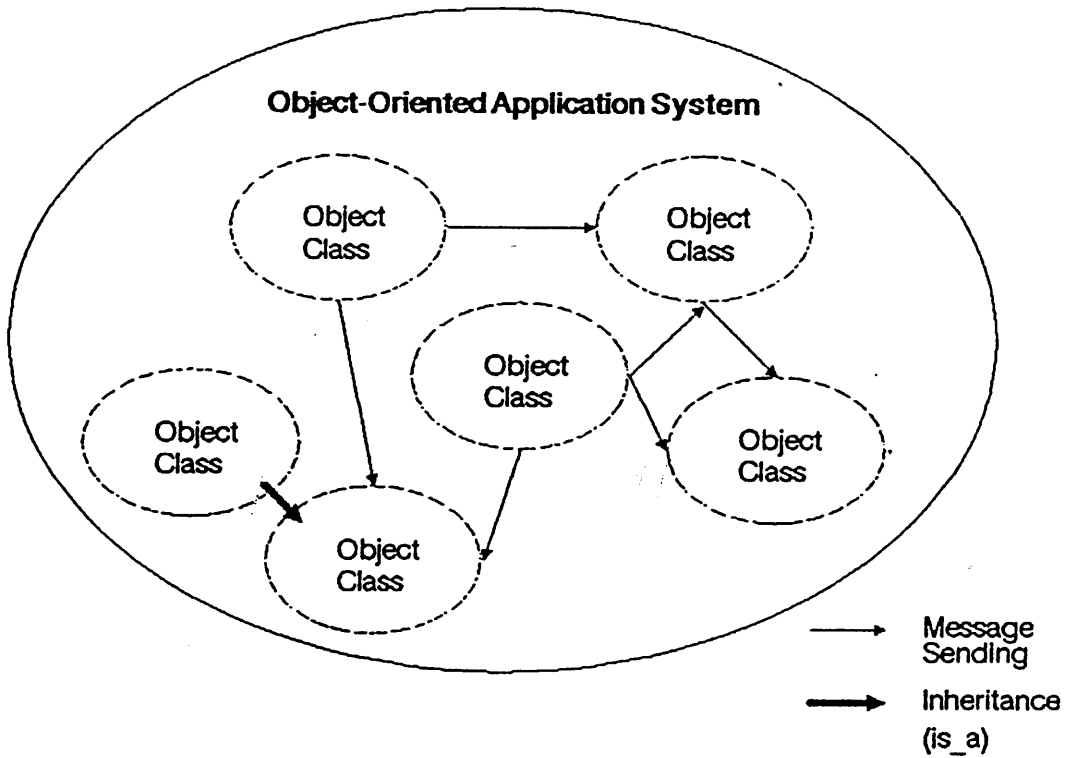 Object-Oriented Application System
Object
Class
Object
Class
Object
Class
Object
Class
Object
Class
Object
Class
Message
Sending
Inheritance
(is_a)